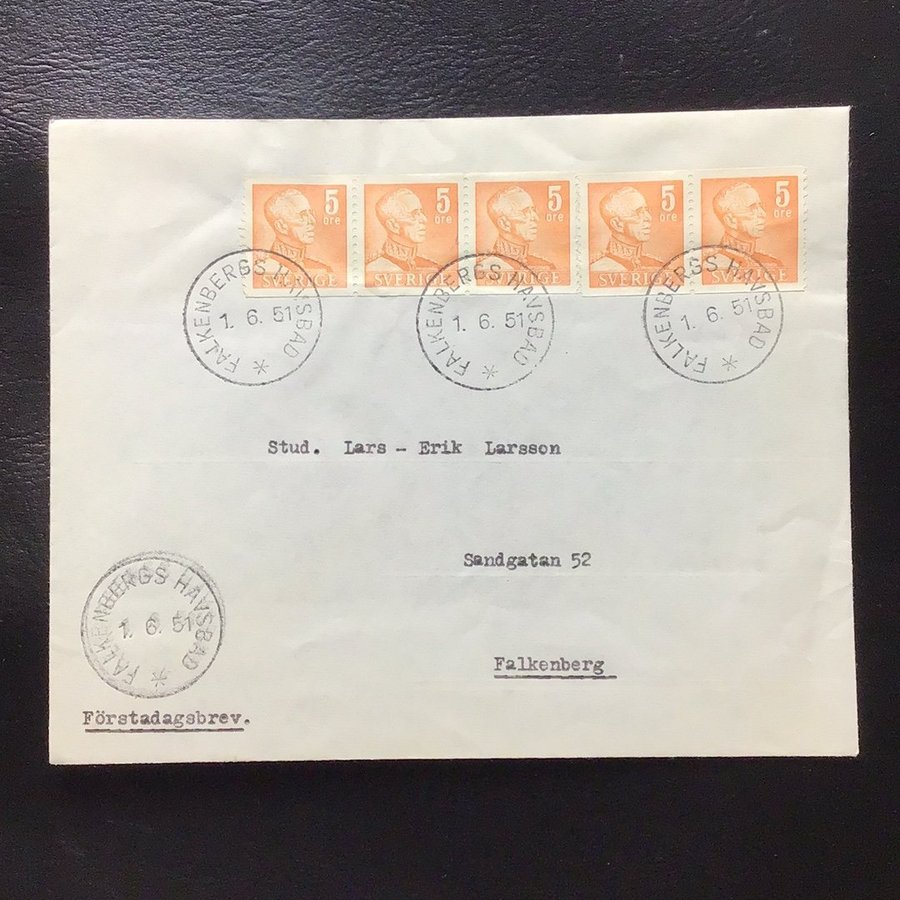 5 öre SVERIGE
5 öre SVERIGE
5 öre SVERIGE
5 öre SVERIGE
5 öre SVERIGE
FALKENBERGS HAVSBAD * 1. 6. 51
FALKENBERGS HAVSBAD * 1. 6. 51
FALKENBERGS HAVSBAD * 1. 6. 51
Stud. Lars - Erik Larsson
Sandgatan 52
FALKENBERGS HAVSBAD * 1. 6. 51
Falkenberg
Förstadagsbrev.